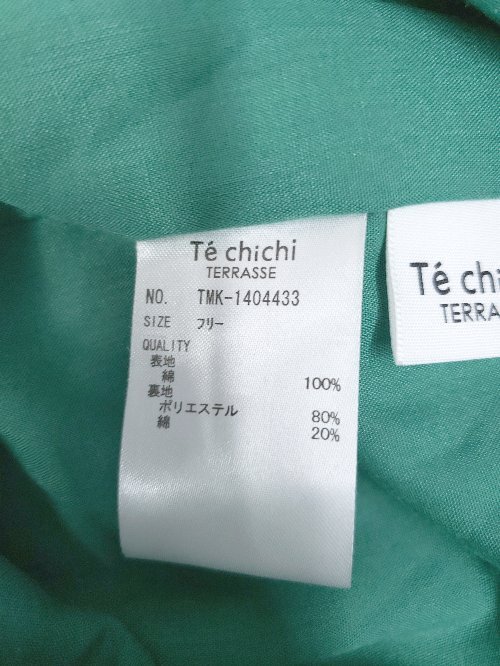 Té chichi
TERRASSE
NO. TMK-1404433
SIZE フリー
QUALITY
表地
綿 100%
裏地
ポリエステル 80%
綿 20%
Té chichi
TERRA